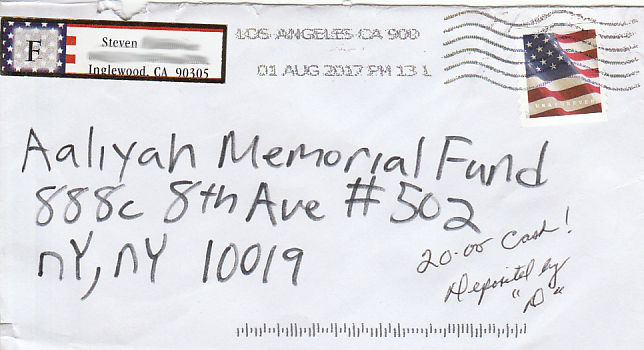 F
Steven
Inglewood, CA 90305
LOS ANGELES CA 900
01 AUG 2017 PM 13 L
USA FOREVER
Aaliyah Memorial Fund
888c 8th Ave #502
NY, NY 10019
20.00 Cash!
Deposited by
"D"